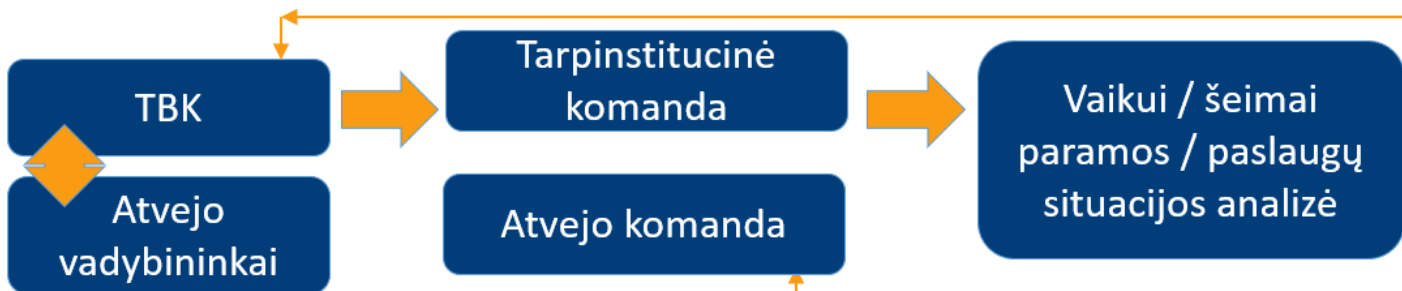 TBK
Atvejo
vadybininkai
Tarpinstitucinė
komanda
Atvejo komanda
Vaikui / šeimai
paramos / paslaugų
situacijos analizė